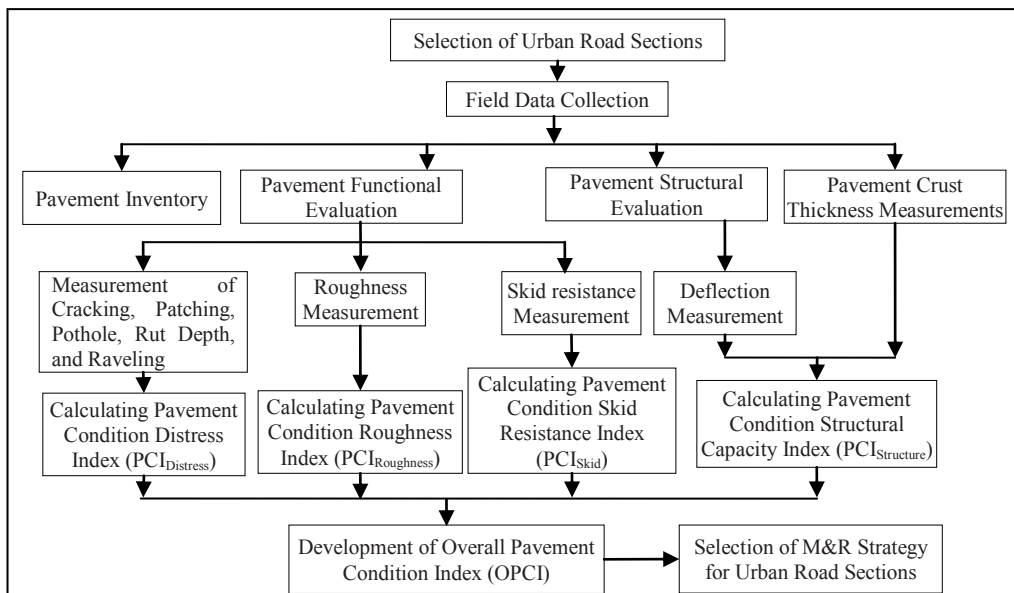 Selection of Urban Road Sections
Field Data Collection
Pavement Inventory
Pavement Functional
Evaluation
Pavement Structural
Evaluation
Pavement Crust
Thickness Measurements
Measurement of
Cracking, Patching,
Pothole, Rut Depth,
and Raveling
Roughness
Measurement
Skid resistance
Measurement
Deflection
Measurement
Calculating Pavement
Condition Distress
Index (PCIDistress)
Calculating Pavement
Condition Roughness
Index (PCIRoughness)
Calculating Pavement
Condition Skid
Resistance Index
(PCISkid)
Calculating Pavement
Condition Structural
Capacity Index (PCIStructure)
Development of Overall Pavement
Condition Index (OPCI)
Selection of M&R Strategy
for Urban Road Sections